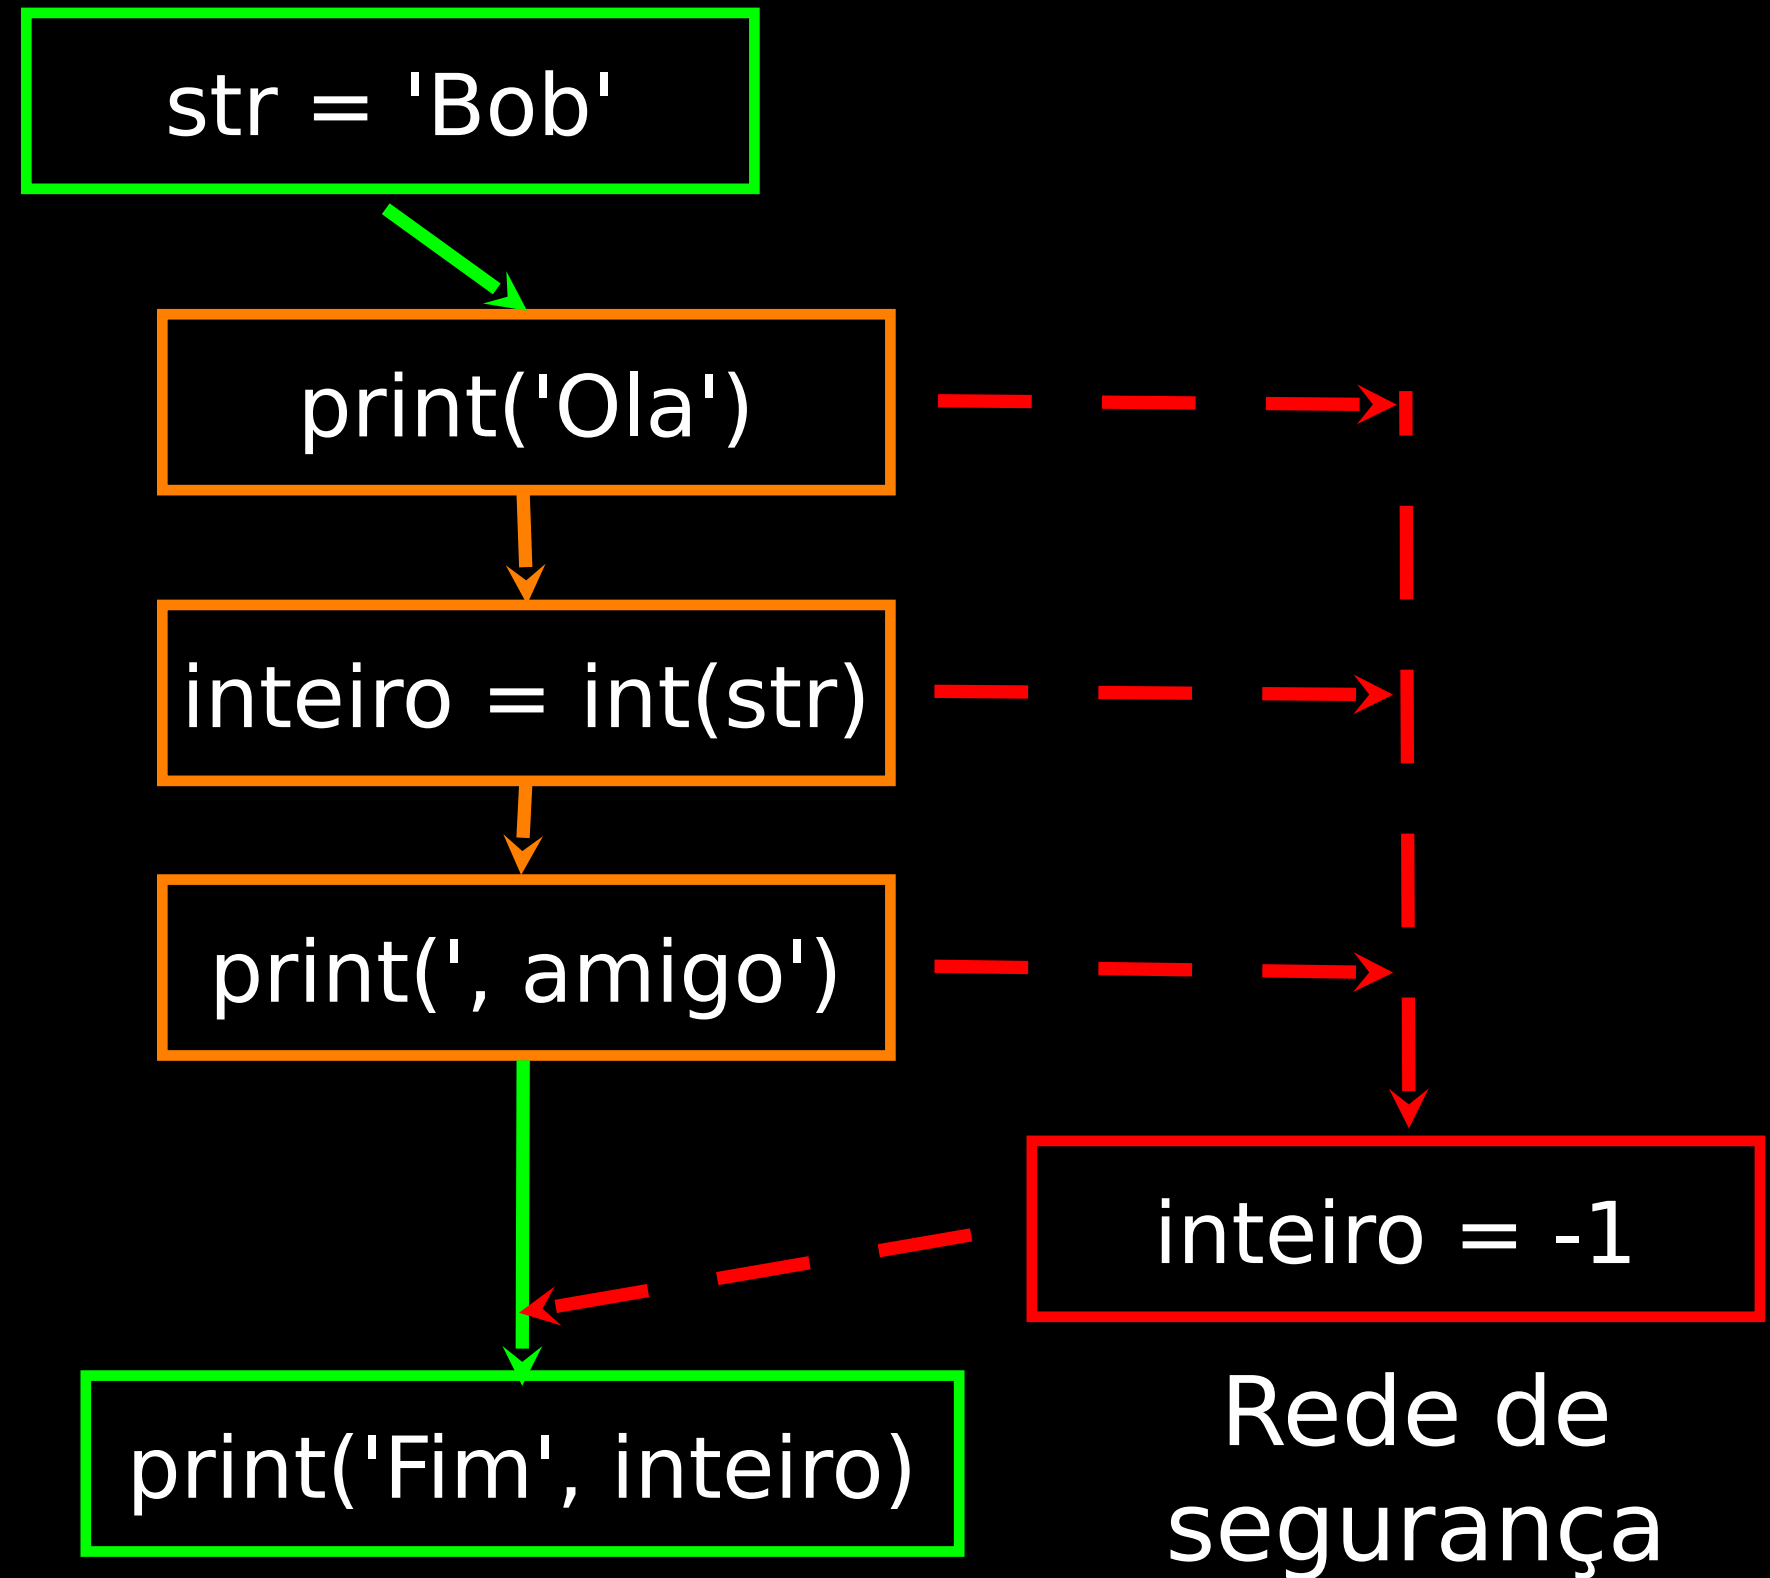 str = 'Bob'
print('Ola')
inteiro = int(str)
print(', amigo')
inteiro = -1
print('Fim', inteiro)
Rede de
segurança